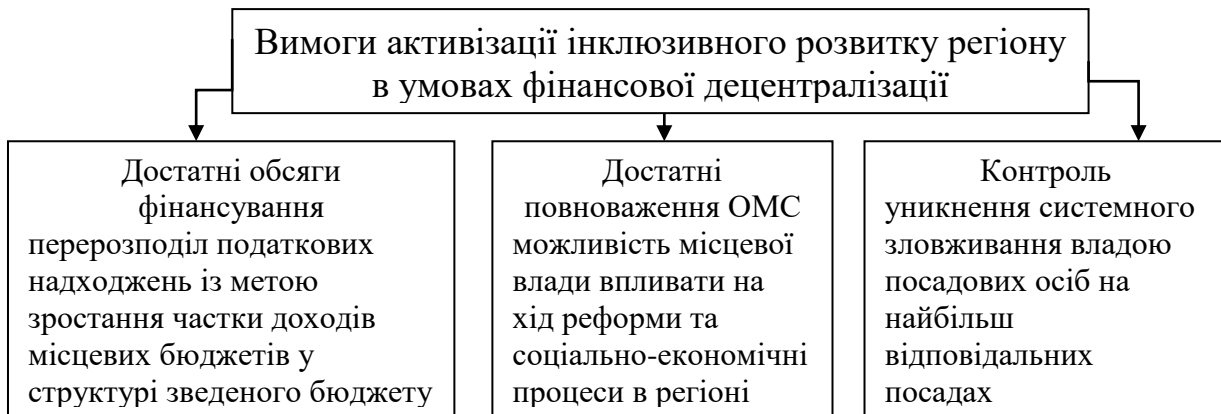 Вимоги активізації інклюзивного розвитку регіону
в умовах фінансової децентралізації
Достатні обсяги
фінансування
перерозподіл податкових
надходжень із метою
зростання частки доходів
місцевих бюджетів у
структурі зведеного бюджету
Достатні
повноваження ОМС
можливість місцевої
влади впливати на
хід реформи та
соціально-економічні
процеси в регіоні
Контроль
уникнення системного
зловживання владою
посадових осіб на
найбільш
відповідальних
посадах